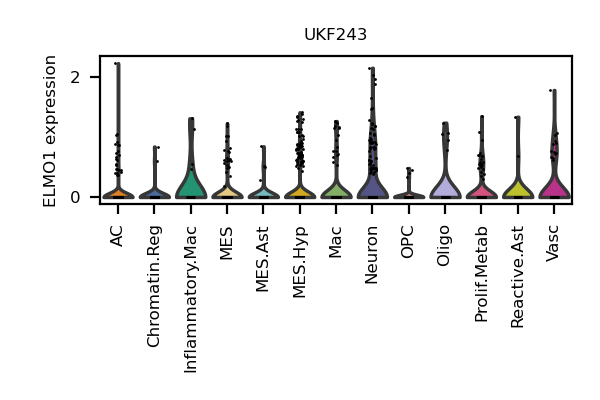 UKF243
ELMO1 expression
2
0
AC
Chromatin.Reg
Inflammatory.Mac
MES
MES.Ast
MES.Hyp
Mac
Neuron
OPC
Oligo
Prolif.Metab
Reactive.Ast
Vasc